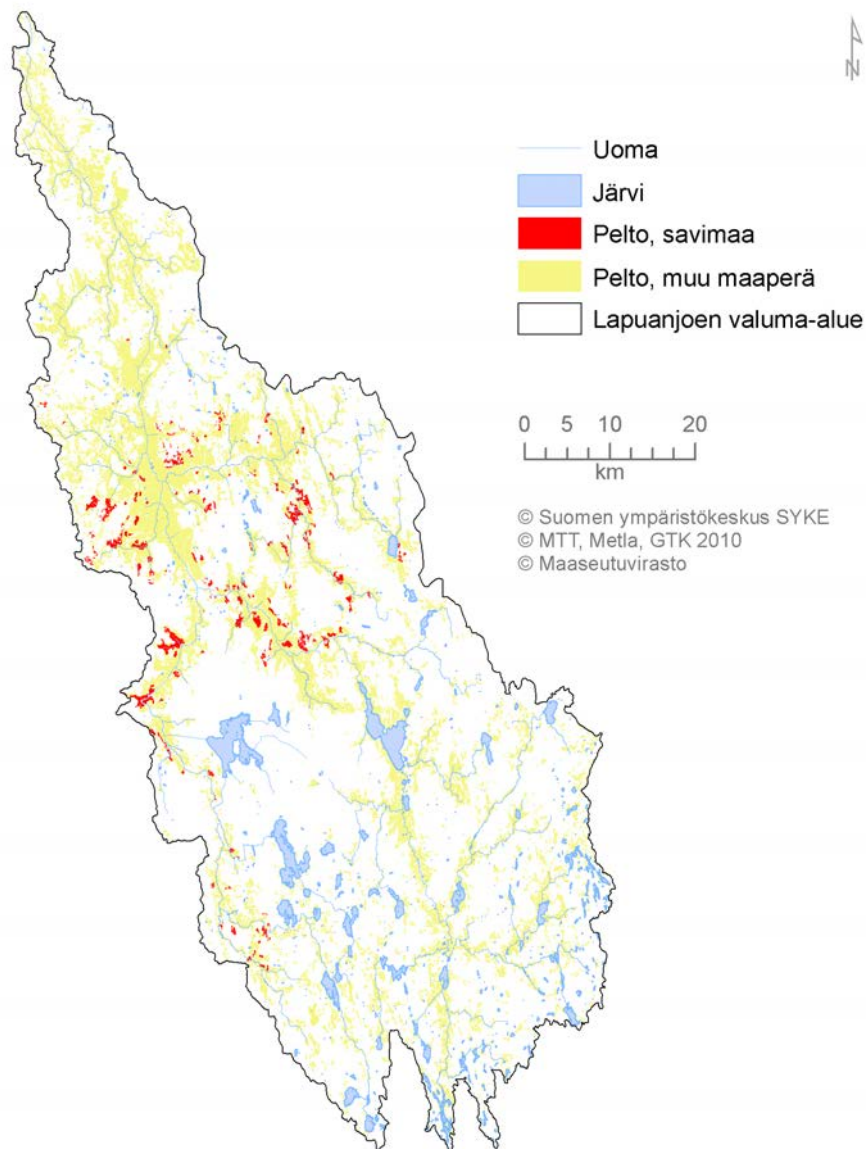 N
Uoma
Järvi
Pelto, savimaa
Pelto, muu maaperä
Lapuanjoen valuma-alue
0 5 10 20
km
© Suomen ympäristökeskus SYKE
© MTT, Metla, GTK 2010
© Maaseutuvirasto